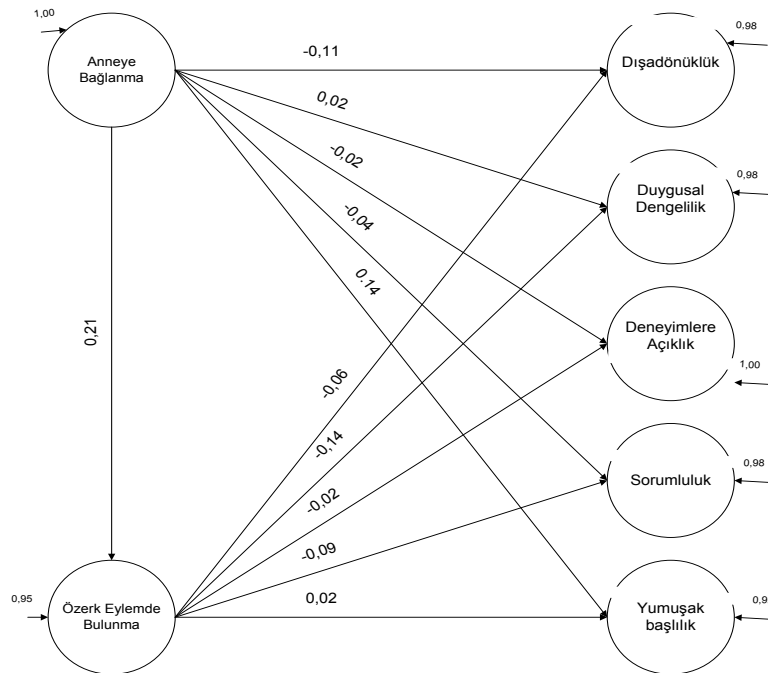 1,00
Anneye
Bağlanma
-0,11
Dışadönüklük
0,98
0,02
-0,02
Duygusal
Dengelilik
0,98
-0,04
0.14
Deneyimlere
Açıklık
1,00
0,21
-0,06
-0,14
-0,02
Sorumluluk
0,98
-0,09
0,95
Özerk Eylemde
Bulunma
0,02
Yumuşak
başlılık